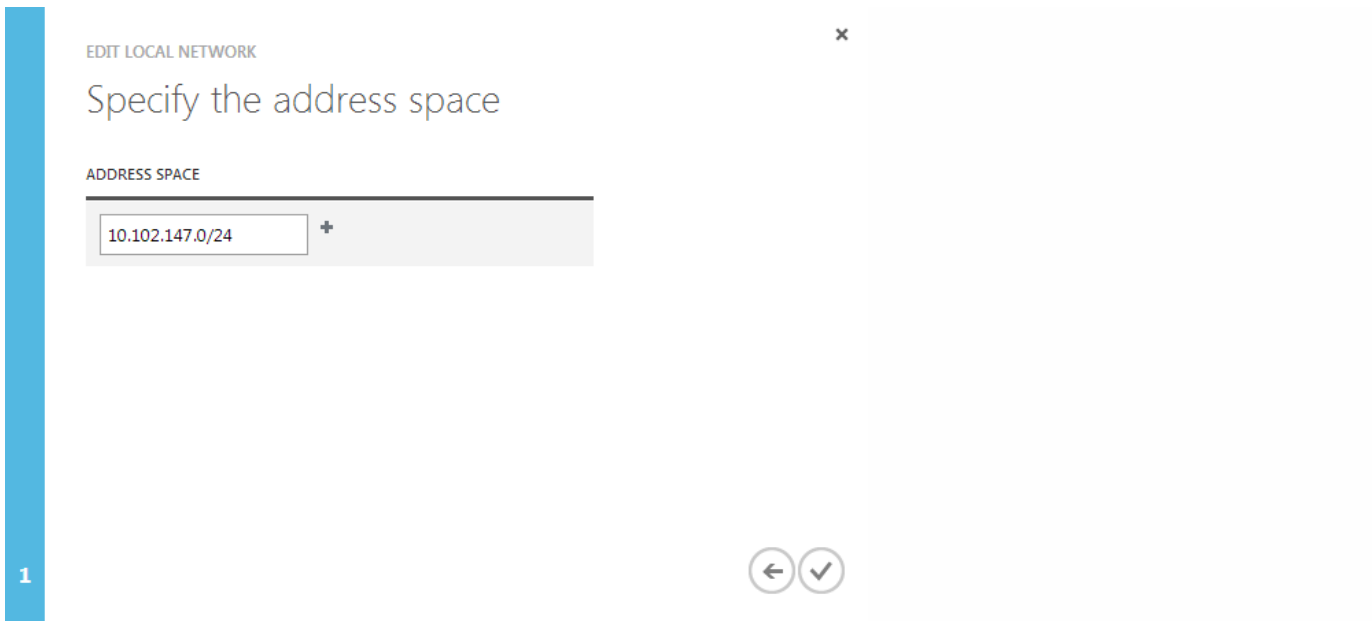 EDIT LOCAL NETWORK
Specify the address space
ADDRESS SPACE
10.102.147.0/24
1